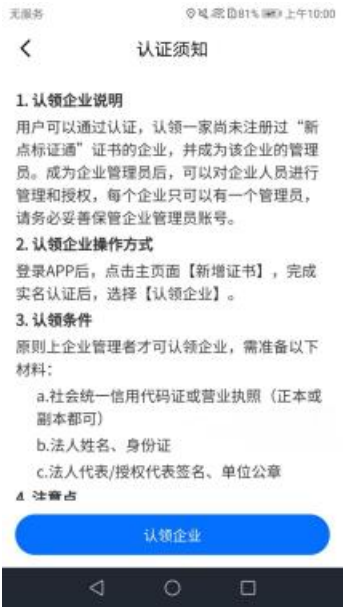 无服务
81% 上午10:00
认证须知
1. 认领企业说明
用户可以通过认证，认领一家尚未注册过“新
点标证通”证书的企业，并成为该企业的管理
员。成为企业管理员后，可以对企业人员进行
管理和授权，每个企业只可以有一个管理员，
请务必妥善保管企业管理员账号。
2. 认领企业操作方式
登录APP后，点击主页面【新增证书】，完成
实名认证后，选择【认领企业】。
3. 认领条件
原则上企业管理者才可认领企业，需准备以下
材料：
a.社会统一信用代码证或营业执照（正本或
副本都可）
b.法人姓名、身份证
c.法人代表/授权代表签名、单位公章
4. 注意点
认领企业